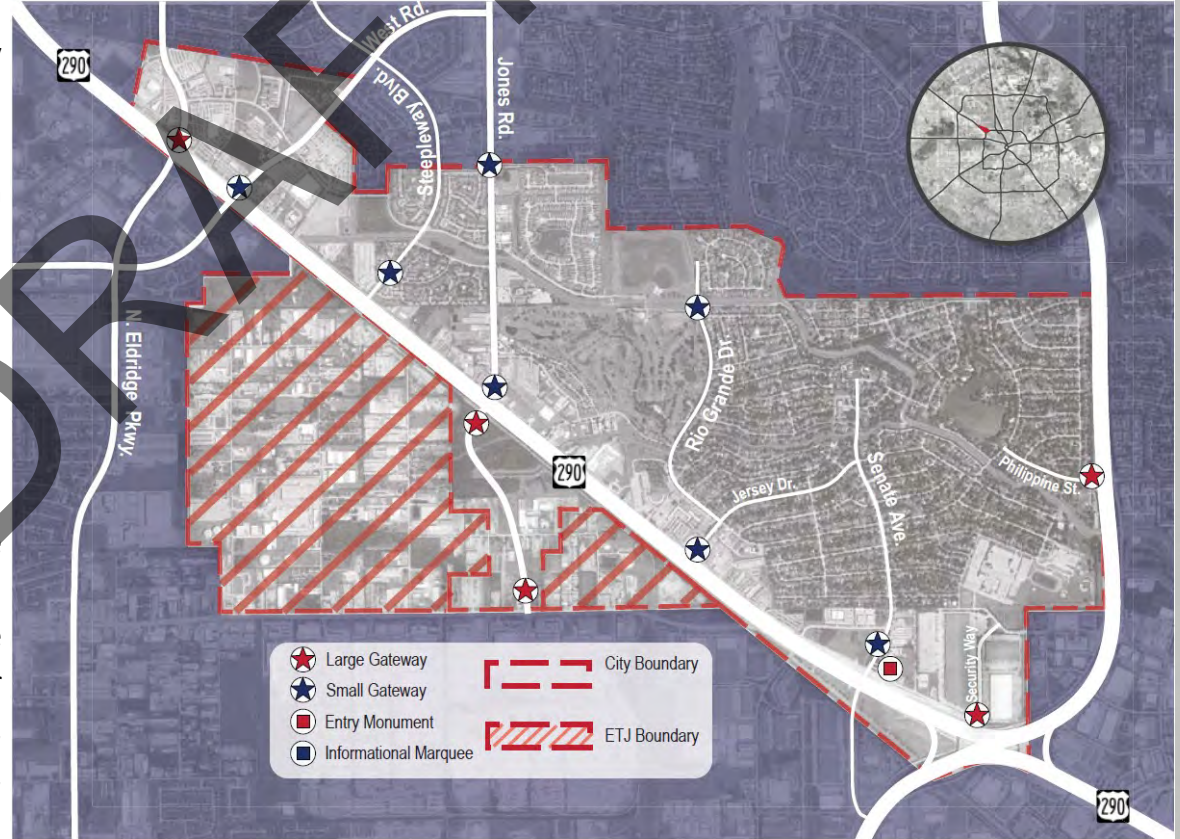 290
West Rd.
Steepleway Blvd.
Jones Rd.
N. Eldridge Pkwy.
Rio Grande Dr.
290
Jersey Dr.
Senate Ave.
Philippine St.
Security Way
290
Large Gateway
Small Gateway
Entry Monument
Informational Marquee
City Boundary
ETJ Boundary
DRAFT